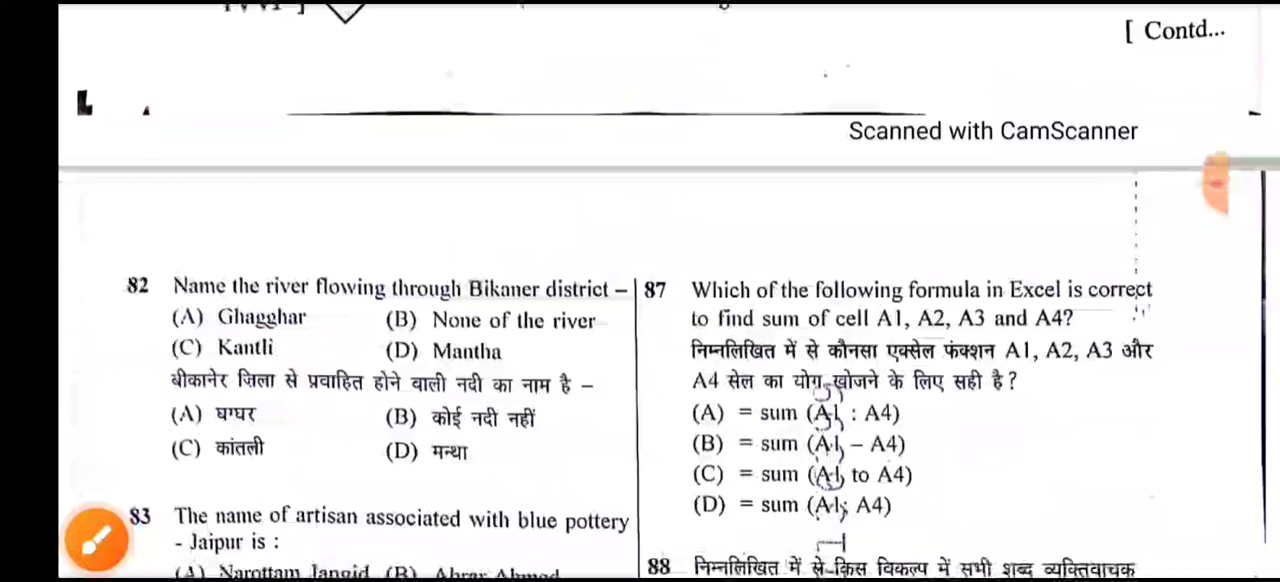 [ Contd...
Scanned with CamScanner
82 Name the river flowing through Bikaner district –
(A) Ghagghar (B) None of the river
(C) Kantli (D) Mantha
बीकानेर जिला से प्रवाहित होने वाली नदी का नाम है –
(A) घग्घर (B) कोई नदी नहीं
(C) कांतली (D) मन्था
83 The name of artisan associated with blue pottery
- Jaipur is :
(A) Narottam Jangid (B) Abrar Ahmad
87 Which of the following formula in Excel is correct
to find sum of cell A1, A2, A3 and A4?
निम्नलिखित में से कौनसा एक्सेल फंक्शन A1, A2, A3 और
A4 सेल का योग खोजने के लिए सही है ?
(A) = sum (A1 : A4)
(B) = sum (A1 – A4)
(C) = sum (A1 to A4)
(D) = sum (A1; A4)
88 निम्नलिखित में से किस विकल्प में सभी शब्द व्यक्तिवाचक